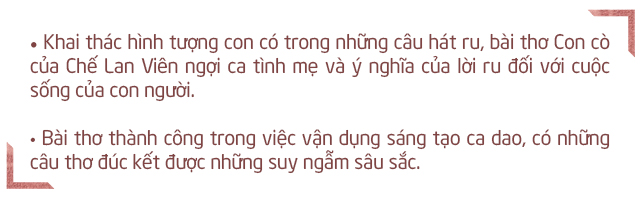 • Khai thác hình tượng con có trong những câu hát ru, bài thơ Con cò
của Chế Lan Viên ngợi ca tình mẹ và ý nghĩa của lời ru đối với cuộc
sống của con người.
• Bài thơ thành công trong việc vận dụng sáng tạo ca dao, có những
câu thơ đúc kết được những suy ngẫm sâu sắc.